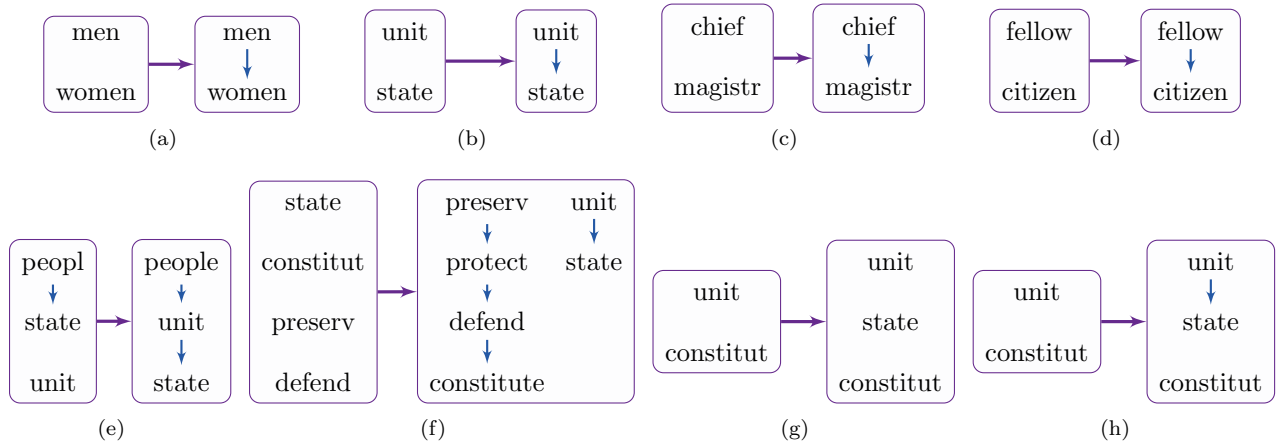 men men
women women
(a)
unit unit
state state
(b)
chief chief
magistr magistr
(c)
fellow fellow
citizen citizen
(d)
peopl people
state unit
unit state
(e)
state preserv unit
constitut protect state
preserv defend
defend constitute
(f)
unit
unit state
constitut constitut
(g)
unit
unit state
constitut constitut
(h)